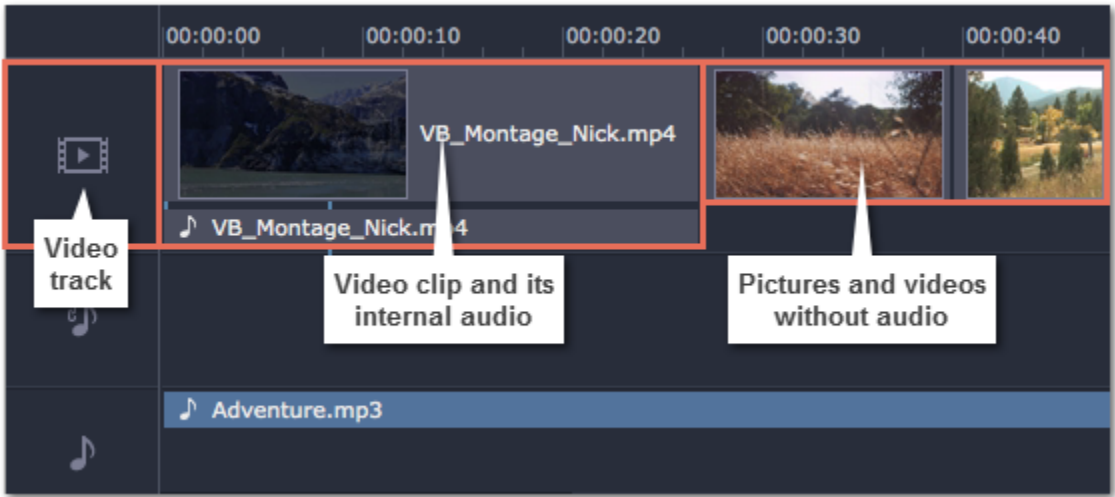 00:00:00 00:00:10 00:00:20 00:00:30 00:00:40
VB_Montage_Nick.mp4
VB_Montage_Nick.mp4
Video
track
Video clip and its
internal audio
Pictures and videos
without audio
Adventure.mp3